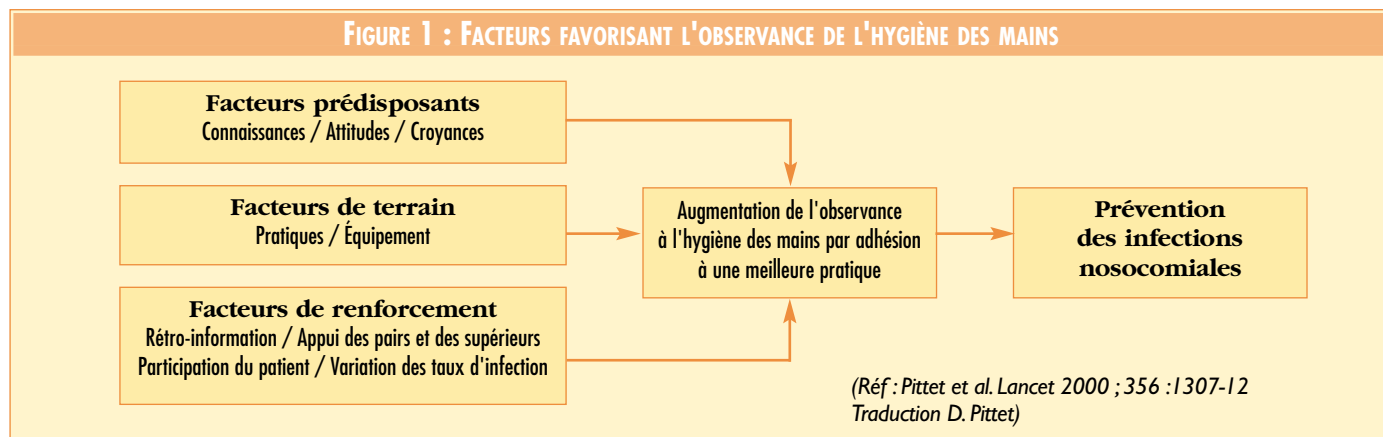 FIGURE 1 : FACTEURS FAVORISANT L'OBSERVANCE DE L'HYGIÈNE DES MAINS
Facteurs prédisposants
Connaissances / Attitudes / Croyances
Facteurs de terrain
Pratiques / Équipement
Facteurs de renforcement
Rétro-information / Appui des pairs et des supérieurs
Participation du patient / Variation des taux d'infection
Augmentation de l'observance
à l'hygiène des mains par adhésion
à une meilleure pratique
Prévention
des infections
nosocomiales
(Réf : Pittet et al. Lancet 2000 ; 356 :1307-12
Traduction D. Pittet)